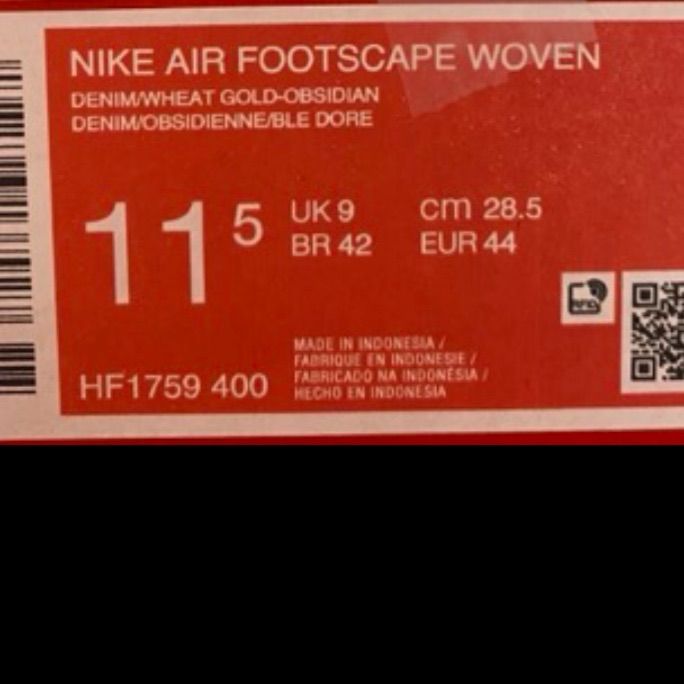 NIKE AIR FOOTSCAPE WOVEN
DENIM/WHEAT GOLD-OBSIDIAN
DENIM/OBSIDIENNE/BLE DORE
11 5 UK 9 cm 28.5
BR 42 EUR 44
RFID
HF1759 400
MADE IN INDONESIA /
FABRIQUE EN INDONESIE /
FABRICADO NA INDONÉSIA /
HECHO EN INDONESIA